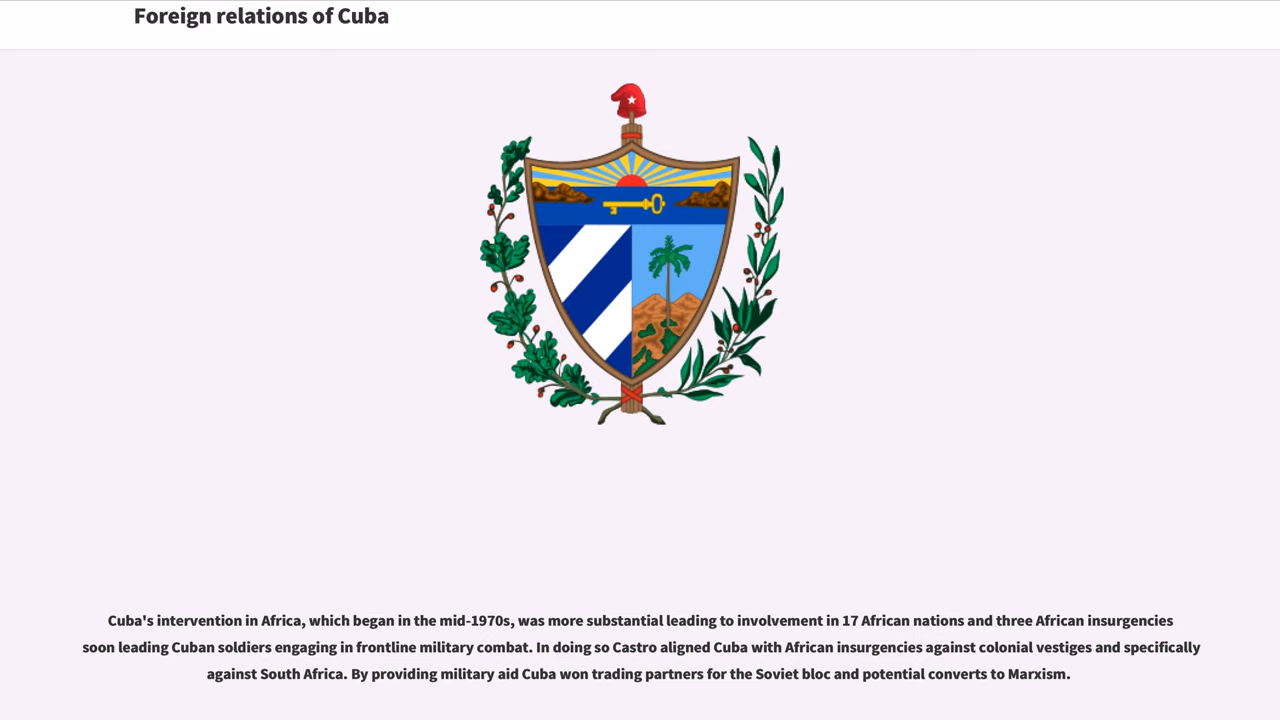 Foreign relations of Cuba
Cuba's intervention in Africa, which began in the mid-1970s, was more substantial leading to involvement in 17 African nations and three African insurgencies
soon leading Cuban soldiers engaging in frontline military combat. In doing so Castro aligned Cuba with African insurgencies against colonial vestiges and specifically
against South Africa. By providing military aid Cuba won trading partners for the Soviet bloc and potential converts to Marxism.